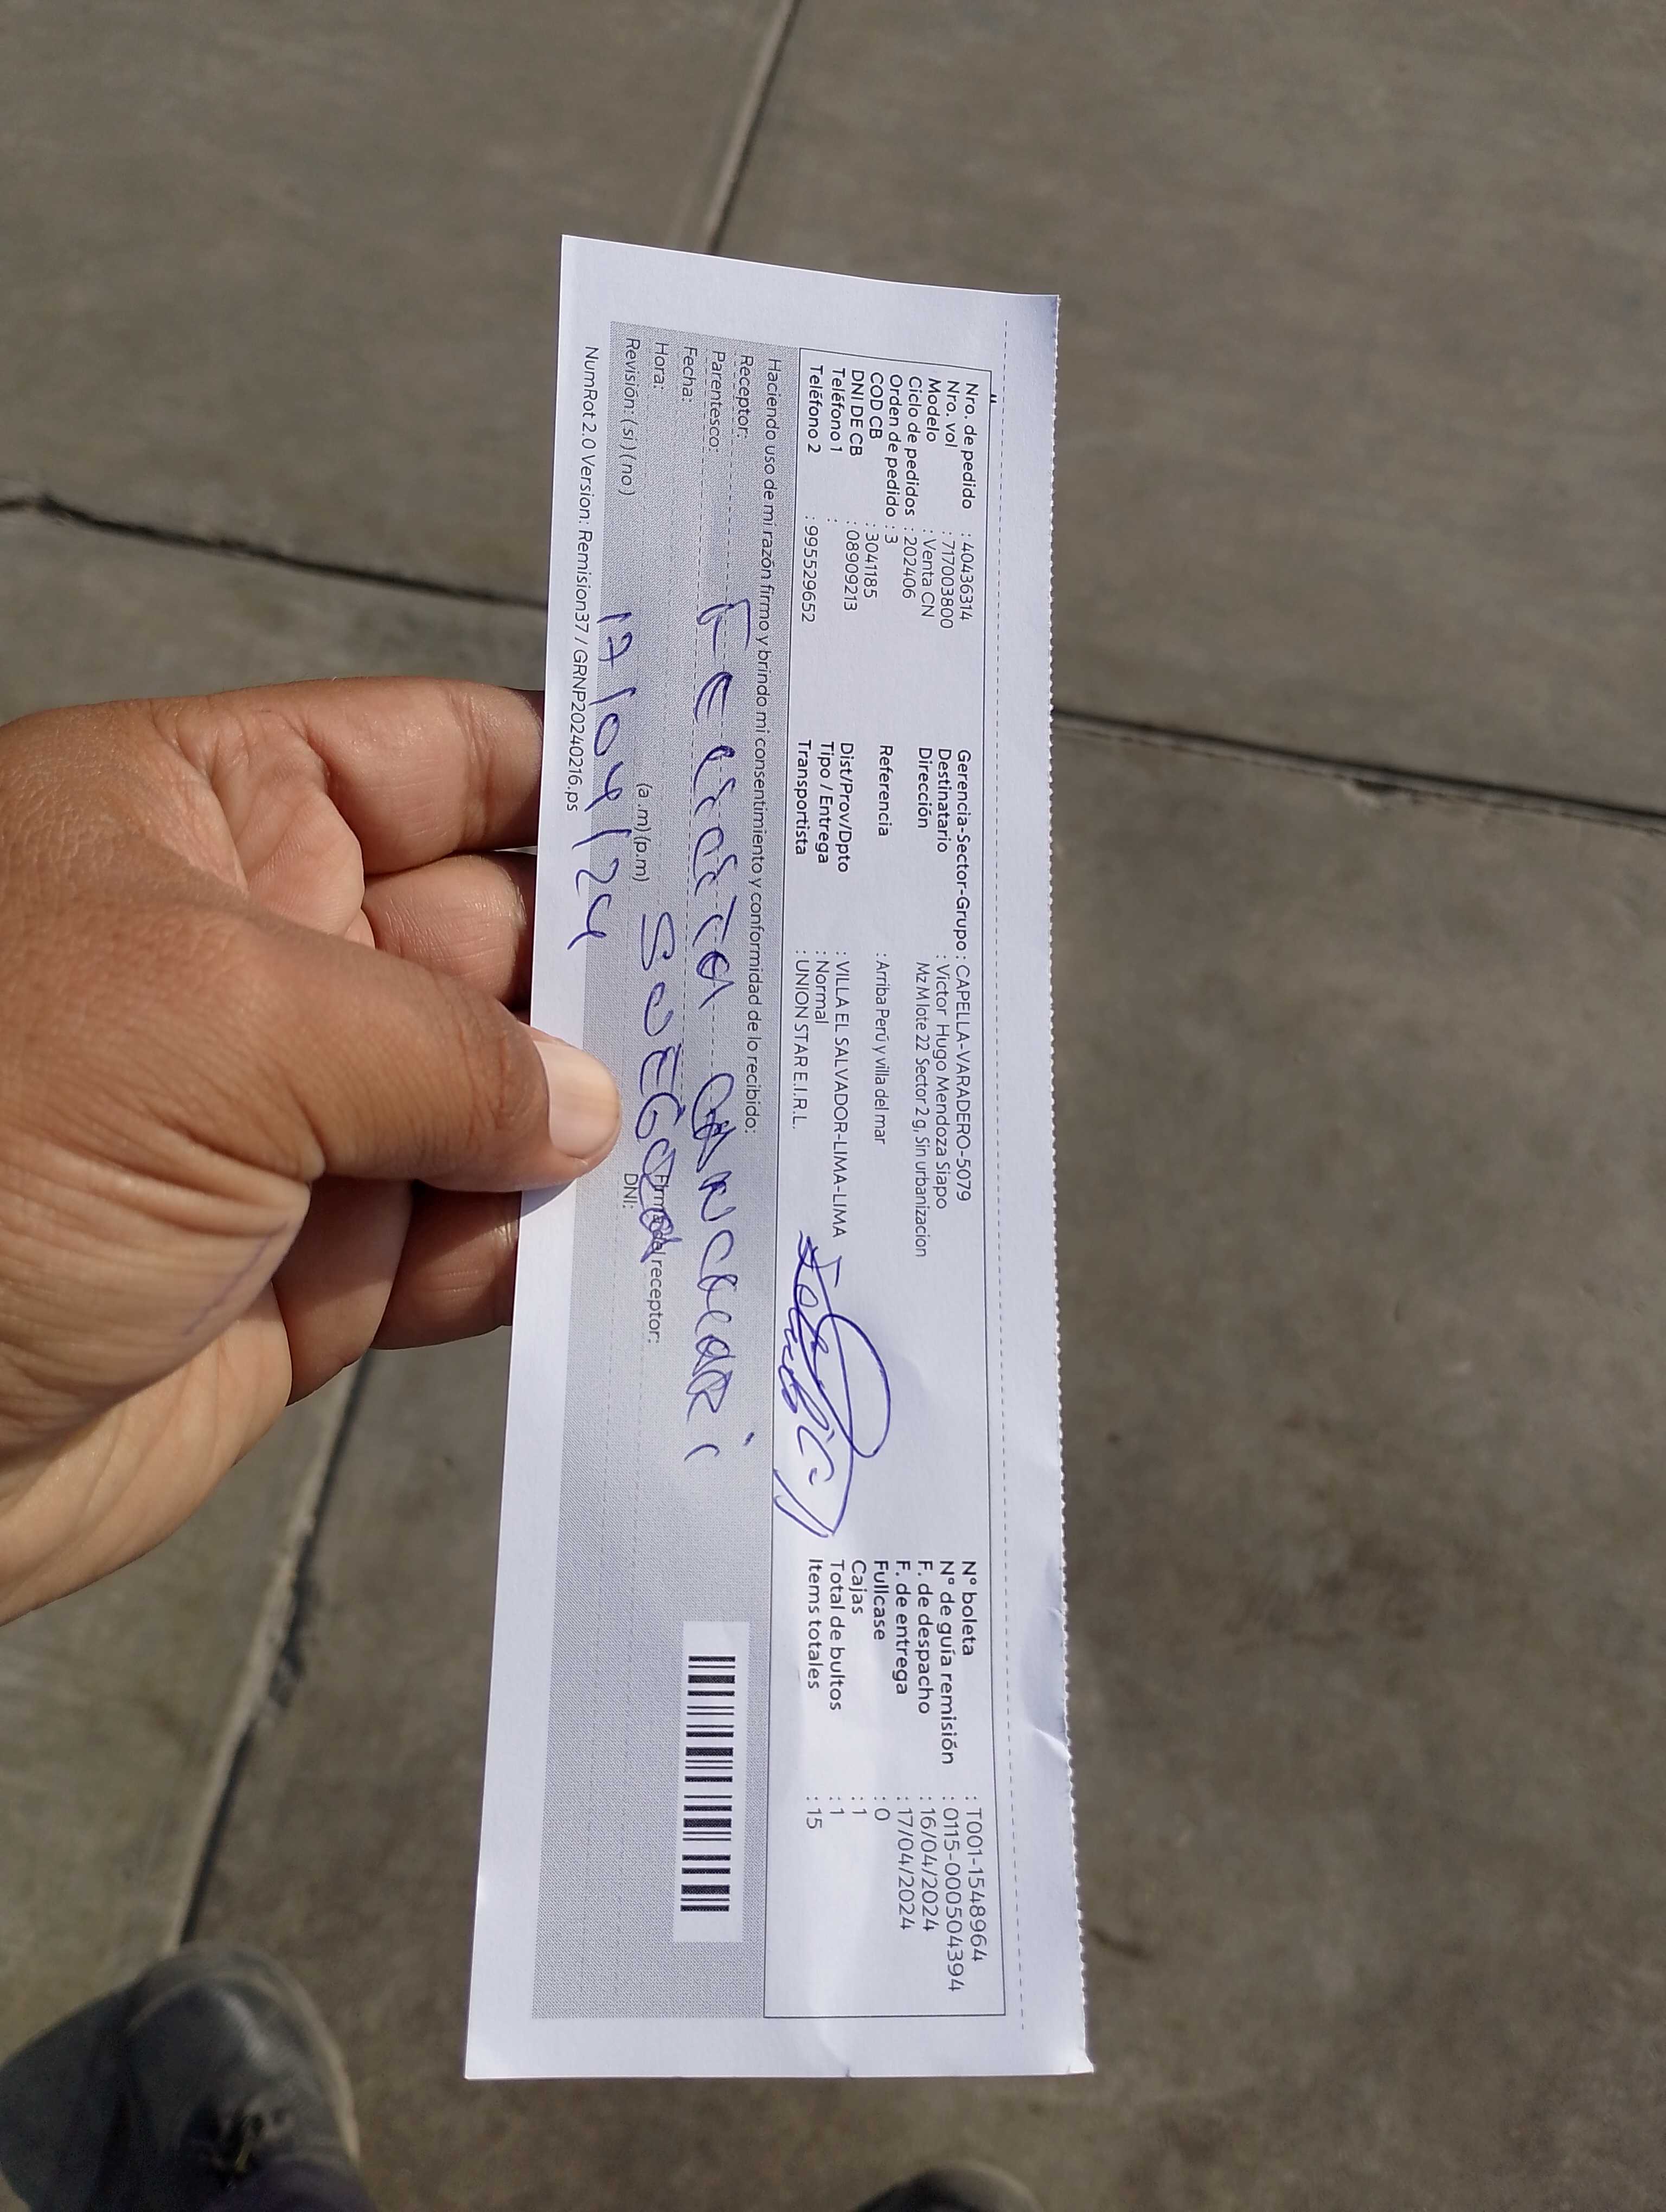 Nro. de pedido : 40436314
Nro. vol : 717003800
Modelo : Venta CN
Ciclo de pedidos : 202406
Orden de pedido : 3
COD CB : 3041185
DNI DE CB : 08909213
Teléfono 1 :
Teléfono 2 : 995529652
Gerencia-Sector-Grupo : CAPELLA-VARADERO-5079
Destinatario : Victor Hugo Mendoza Siapo
Dirección Mz M lote 22 Sector 2 g, Sin urbanizacion
Referencia : Arriba Perú y villa del mar
Dist/Prov/Dpto : VILLA EL SALVADOR-LIMA-LIMA
Tipo / Entrega : Normal
Transportista : UNION STAR E.I.R.L.
N° boleta : T001-1548964
N° de guía remisión : 0115-000504394
F. de despacho : 16/04/2024
F. de entrega : 17/04/2024
Fullcase : 0
Cajas : 1
Total de bultos : 1
Items totales : 15
Haciendo uso de mi razón firmo y brindo mi consentimiento y conformidad de lo recibido:
Receptor:
Parentesco:
Fecha:
Hora: (a.m) (p.m) Firma del receptor:
Revisión: (si) (no) DNI:
17/04/24
NumRot 2.0 Version: Remision37 / GRNP20240216.ps